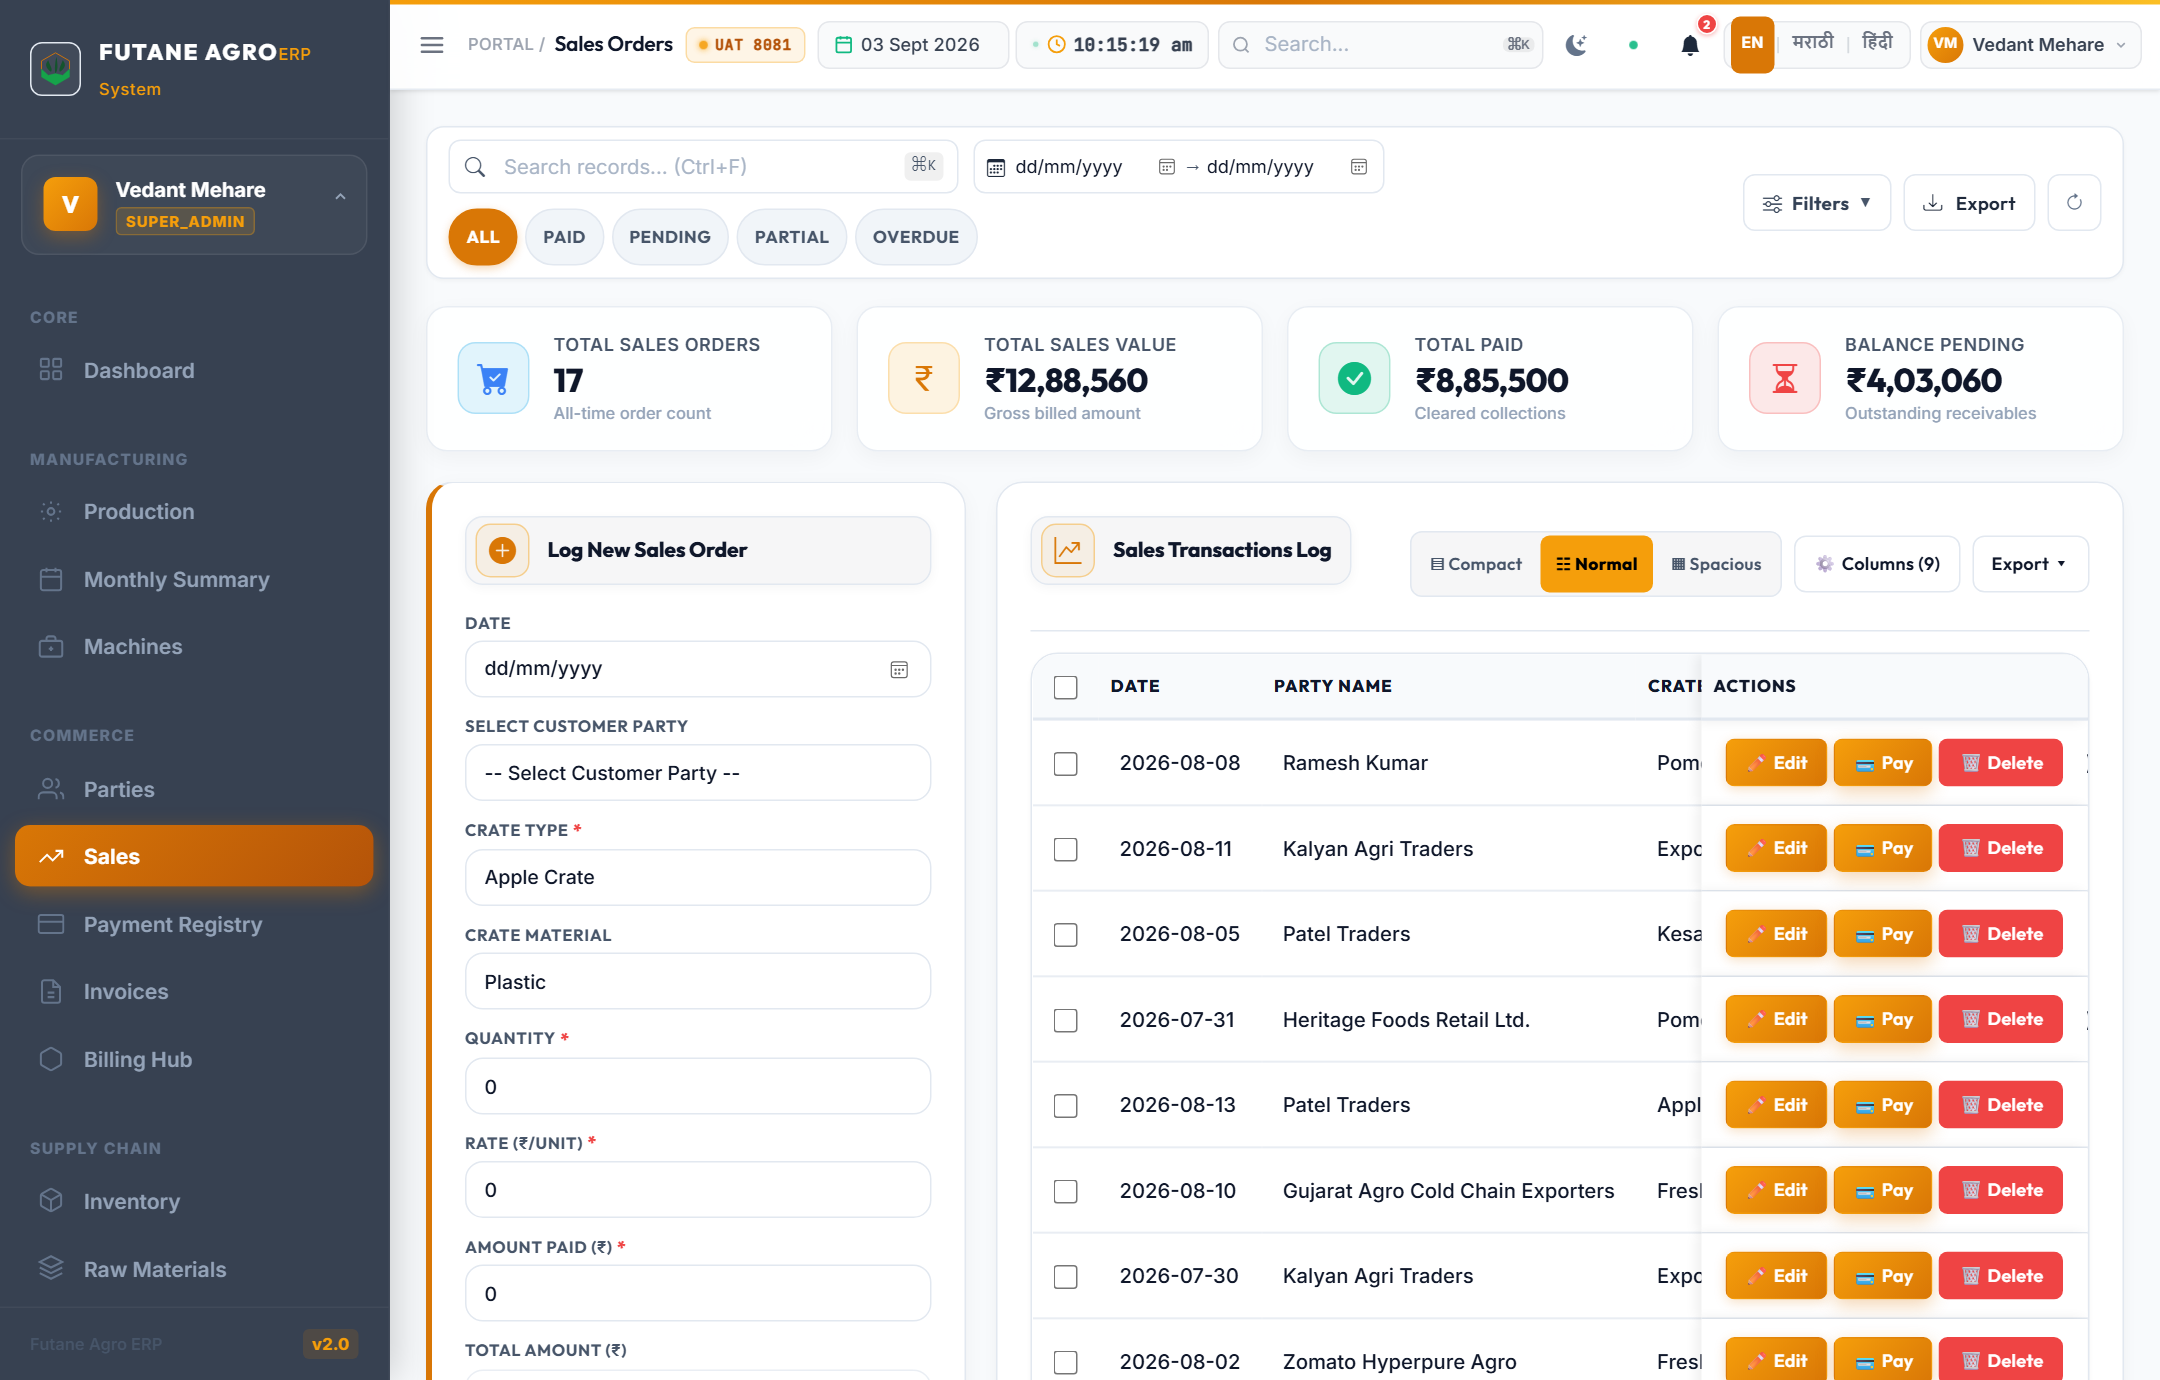 FUTANE AGRO ERP
System
V
Vedant Mehare
SUPER_ADMIN
CORE
Dashboard
MANUFACTURING
Production
Monthly Summary
Machines
COMMERCE
Parties
Sales
Payment Registry
Invoices
Billing Hub
SUPPLY CHAIN
Inventory
Raw Materials
Futane Agro ERP
v2.0
PORTAL / Sales Orders
UAT 8081
03 Sept 2026
10:15:19 am
Search...
⌘K
2
EN
मराठी
हिंदी
VM
Vedant Mehare
Search records... (Ctrl+F)
⌘K
dd/mm/yyyy → dd/mm/yyyy
ALL
PAID
PENDING
PARTIAL
OVERDUE
Filters ▼
Export
TOTAL SALES ORDERS
17
All-time order count
₹
TOTAL SALES VALUE
₹12,88,560
Gross billed amount
TOTAL PAID
₹8,85,500
Cleared collections
BALANCE PENDING
₹4,03,060
Outstanding receivables
Log New Sales Order
DATE
dd/mm/yyyy
SELECT CUSTOMER PARTY
-- Select Customer Party --
CRATE TYPE *
Apple Crate
CRATE MATERIAL
Plastic
QUANTITY *
0
RATE (₹/UNIT) *
0
AMOUNT PAID (₹) *
0
TOTAL AMOUNT (₹)
Sales Transactions Log
Compact
Normal
Spacious
Columns (9)
Export ▼
DATE PARTY NAME CRATE ACTIONS
2026-08-08 Ramesh Kumar Pom Edit Pay Delete
2026-08-11 Kalyan Agri Traders Expo Edit Pay Delete
2026-08-05 Patel Traders Kesa Edit Pay Delete
2026-07-31 Heritage Foods Retail Ltd. Pom Edit Pay Delete
2026-08-13 Patel Traders Appl Edit Pay Delete
2026-08-10 Gujarat Agro Cold Chain Exporters Fresh Edit Pay Delete
2026-07-30 Kalyan Agri Traders Expo Edit Pay Delete
2026-08-02 Zomato Hyperpure Agro Fresh Edit Pay Delete